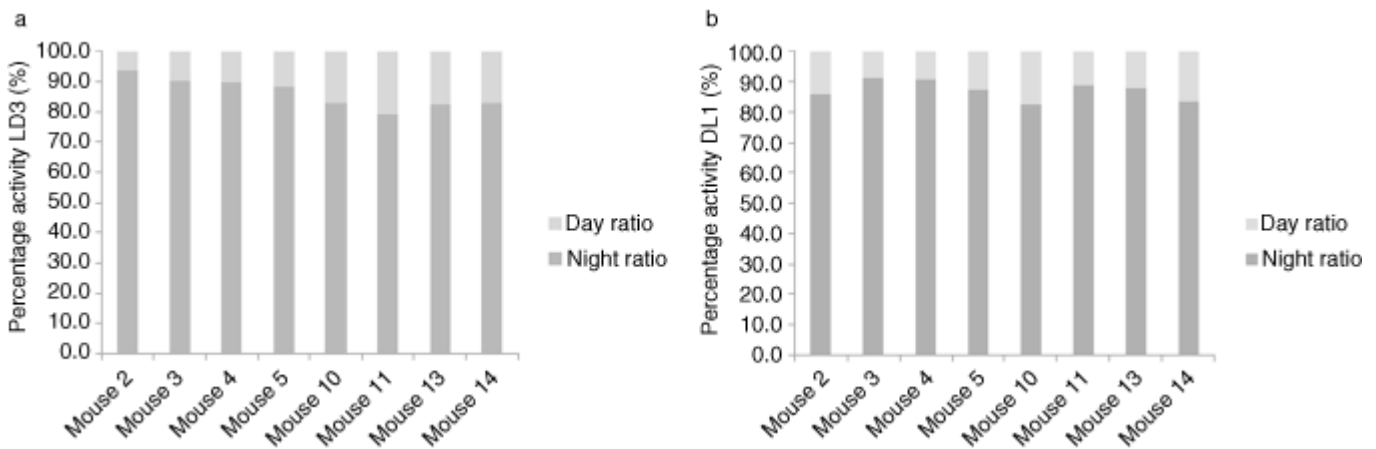 a
Percentage activity LD3 (%)
100.0
90.0
80.0
70.0
60.0
50.0
40.0
30.0
20.0
10.0
0.0
Mouse 2
Mouse 3
Mouse 4
Mouse 5
Mouse 10
Mouse 11
Mouse 13
Mouse 14
Day ratio
Night ratio
b
Percentage activity DL1 (%)
100.0
90.0
80.0
70.0
60.0
50.0
40.0
30.0
20.0
10.0
0.0
Mouse 2
Mouse 3
Mouse 4
Mouse 5
Mouse 10
Mouse 11
Mouse 13
Mouse 14
Day ratio
Night ratio